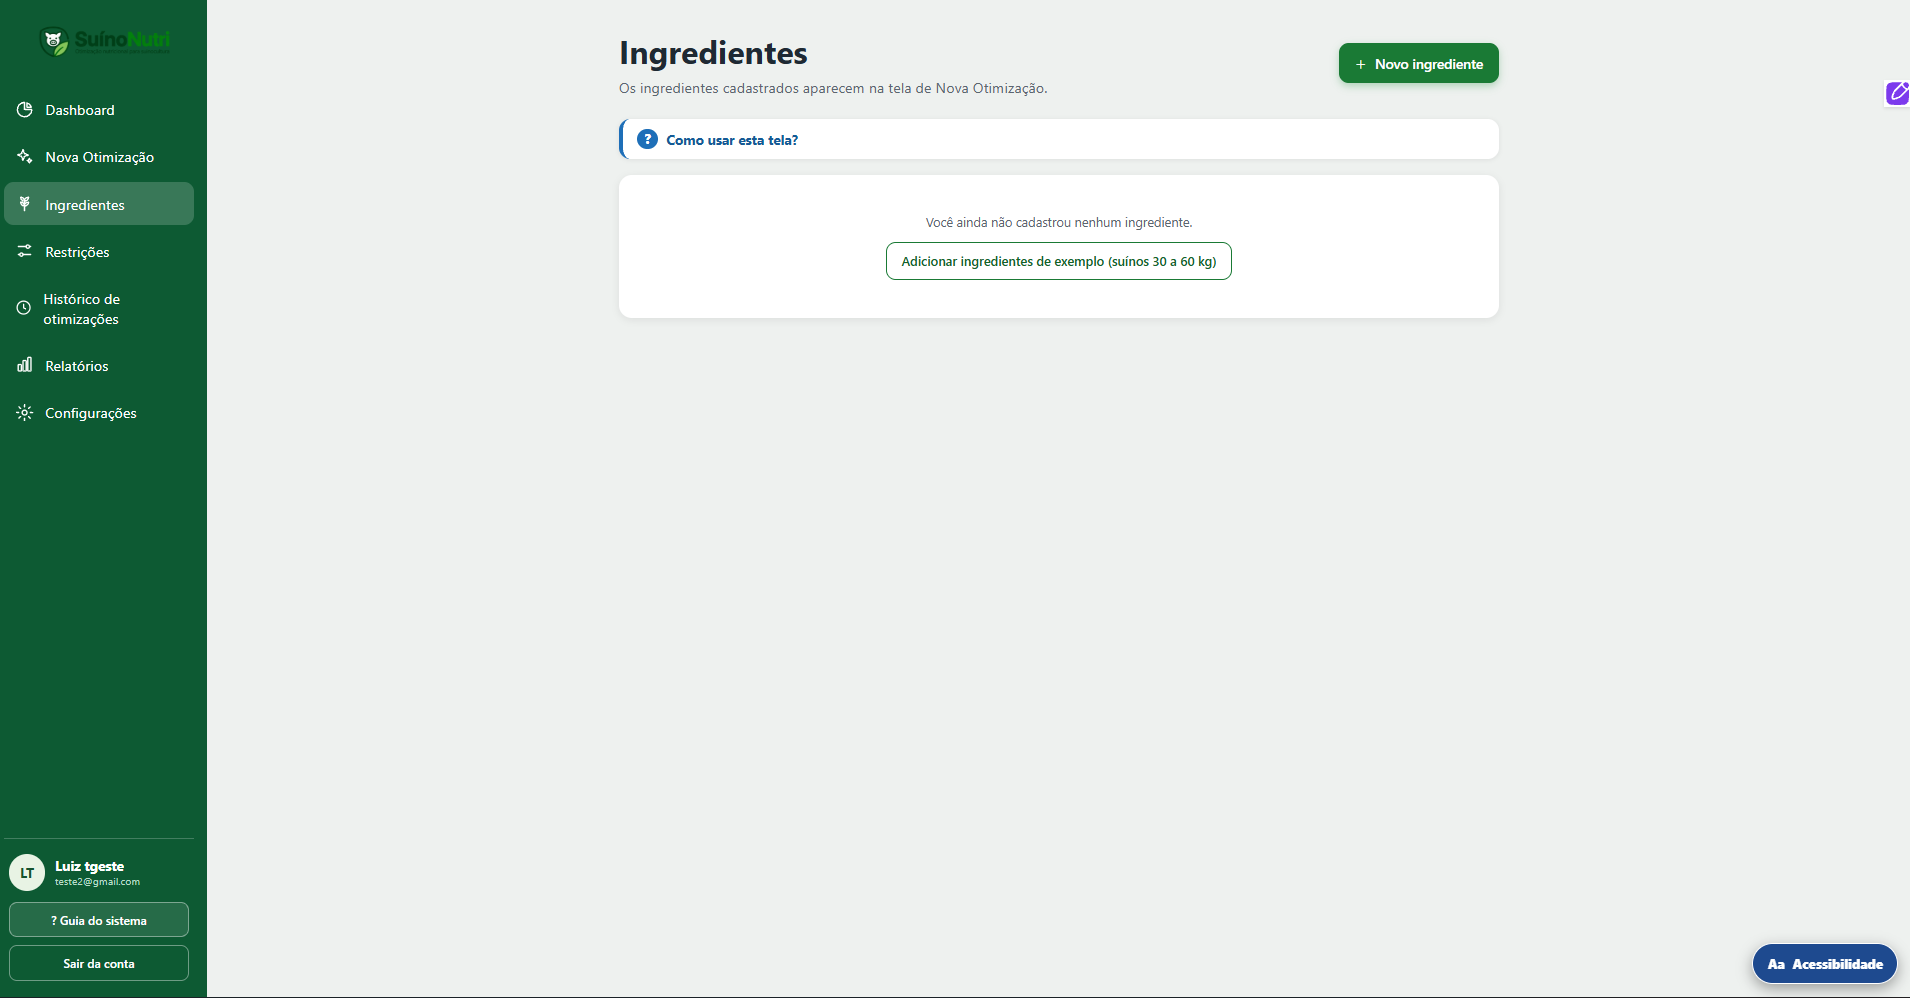 SuínoNutri
Dashboard
Nova Otimização
Ingredientes
Restrições
Histórico de
otimizações
Relatórios
Configurações
LT
Luiz tgeste
teste2@gmail.com
? Guia do sistema
Sair da conta
Ingredientes
Os ingredientes cadastrados aparecem na tela de Nova Otimização.
+ Novo ingrediente
? Como usar esta tela?
Você ainda não cadastrou nenhum ingrediente.
Adicionar ingredientes de exemplo (suínos 30 a 60 kg)
Aa Acessibilidade